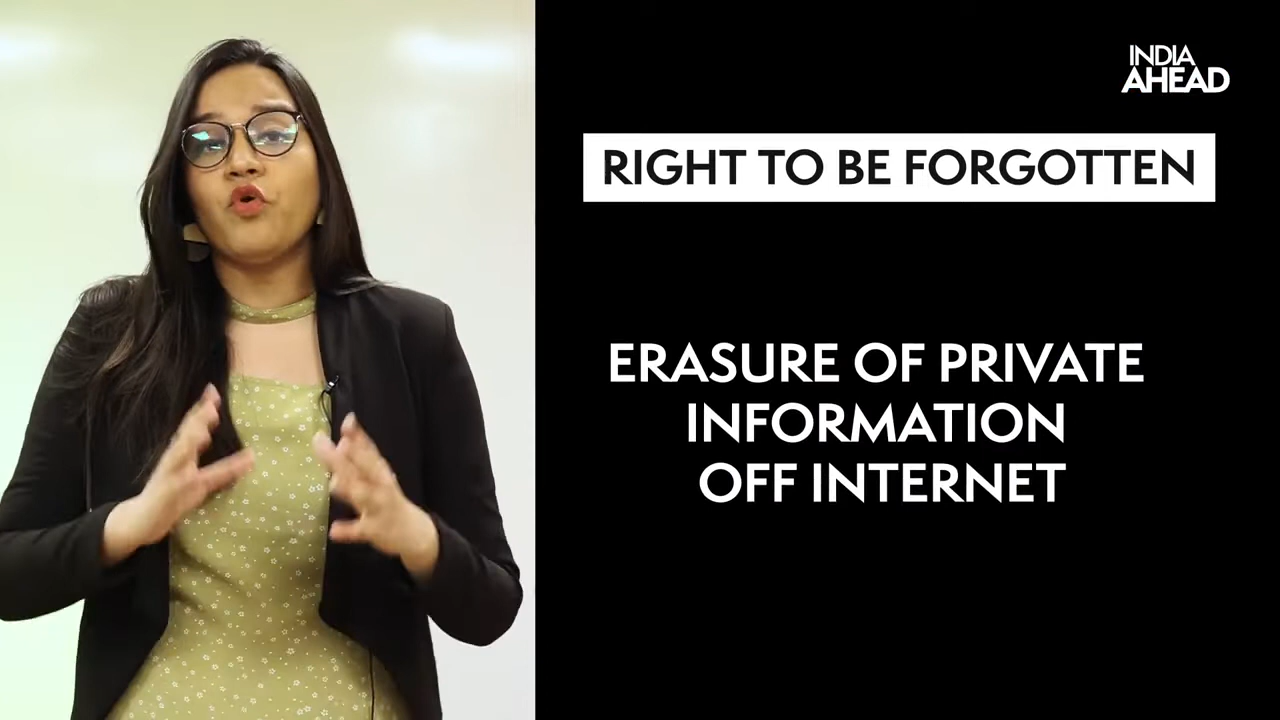 INDIA
AHEAD
RIGHT TO BE FORGOTTEN
ERASURE OF PRIVATE
INFORMATION
OFF INTERNET